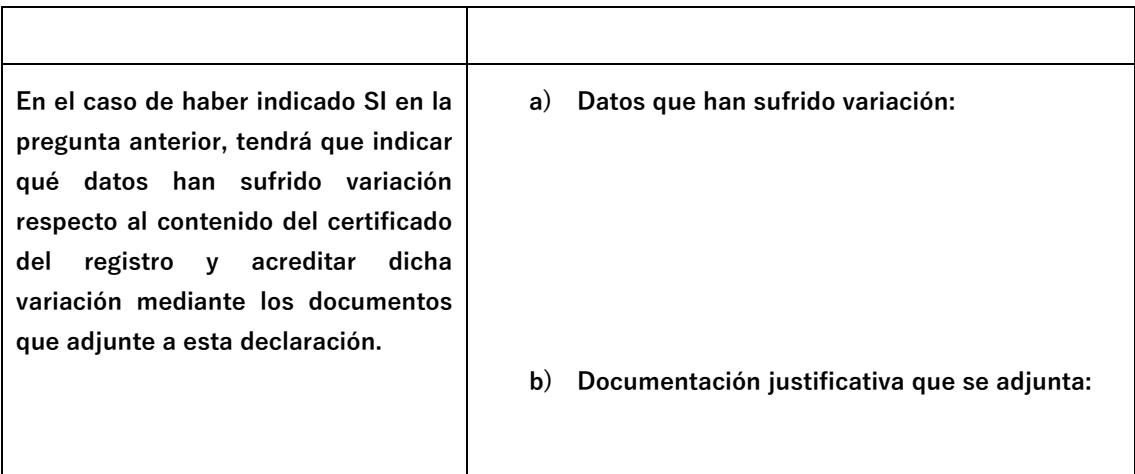 En el caso de haber indicado SI en la
pregunta anterior, tendrá que indicar
qué datos han sufrido variación
respecto al contenido del certificado
del registro y acreditar dicha
variación mediante los documentos
que adjunte a esta declaración.
a) Datos que han sufrido variación:
b) Documentación justificativa que se adjunta: